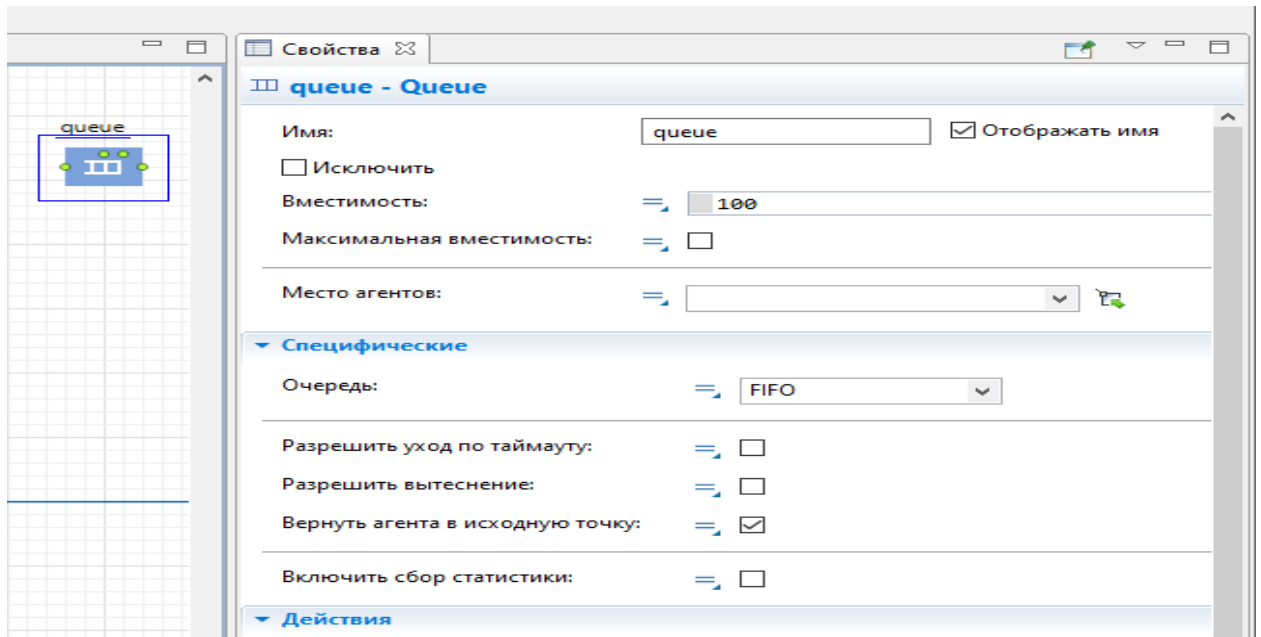 Свойства
queue - Queue
queue
Имя:
queue
Отображать имя
Исключить
Вместимость:
100
Максимальная вместимость:
Место агентов:
Специфические
Очередь:
FIFO
Разрешить уход по таймауту:
Разрешить вытеснение:
Вернуть агента в исходную точку:
Включить сбор статистики:
Действия